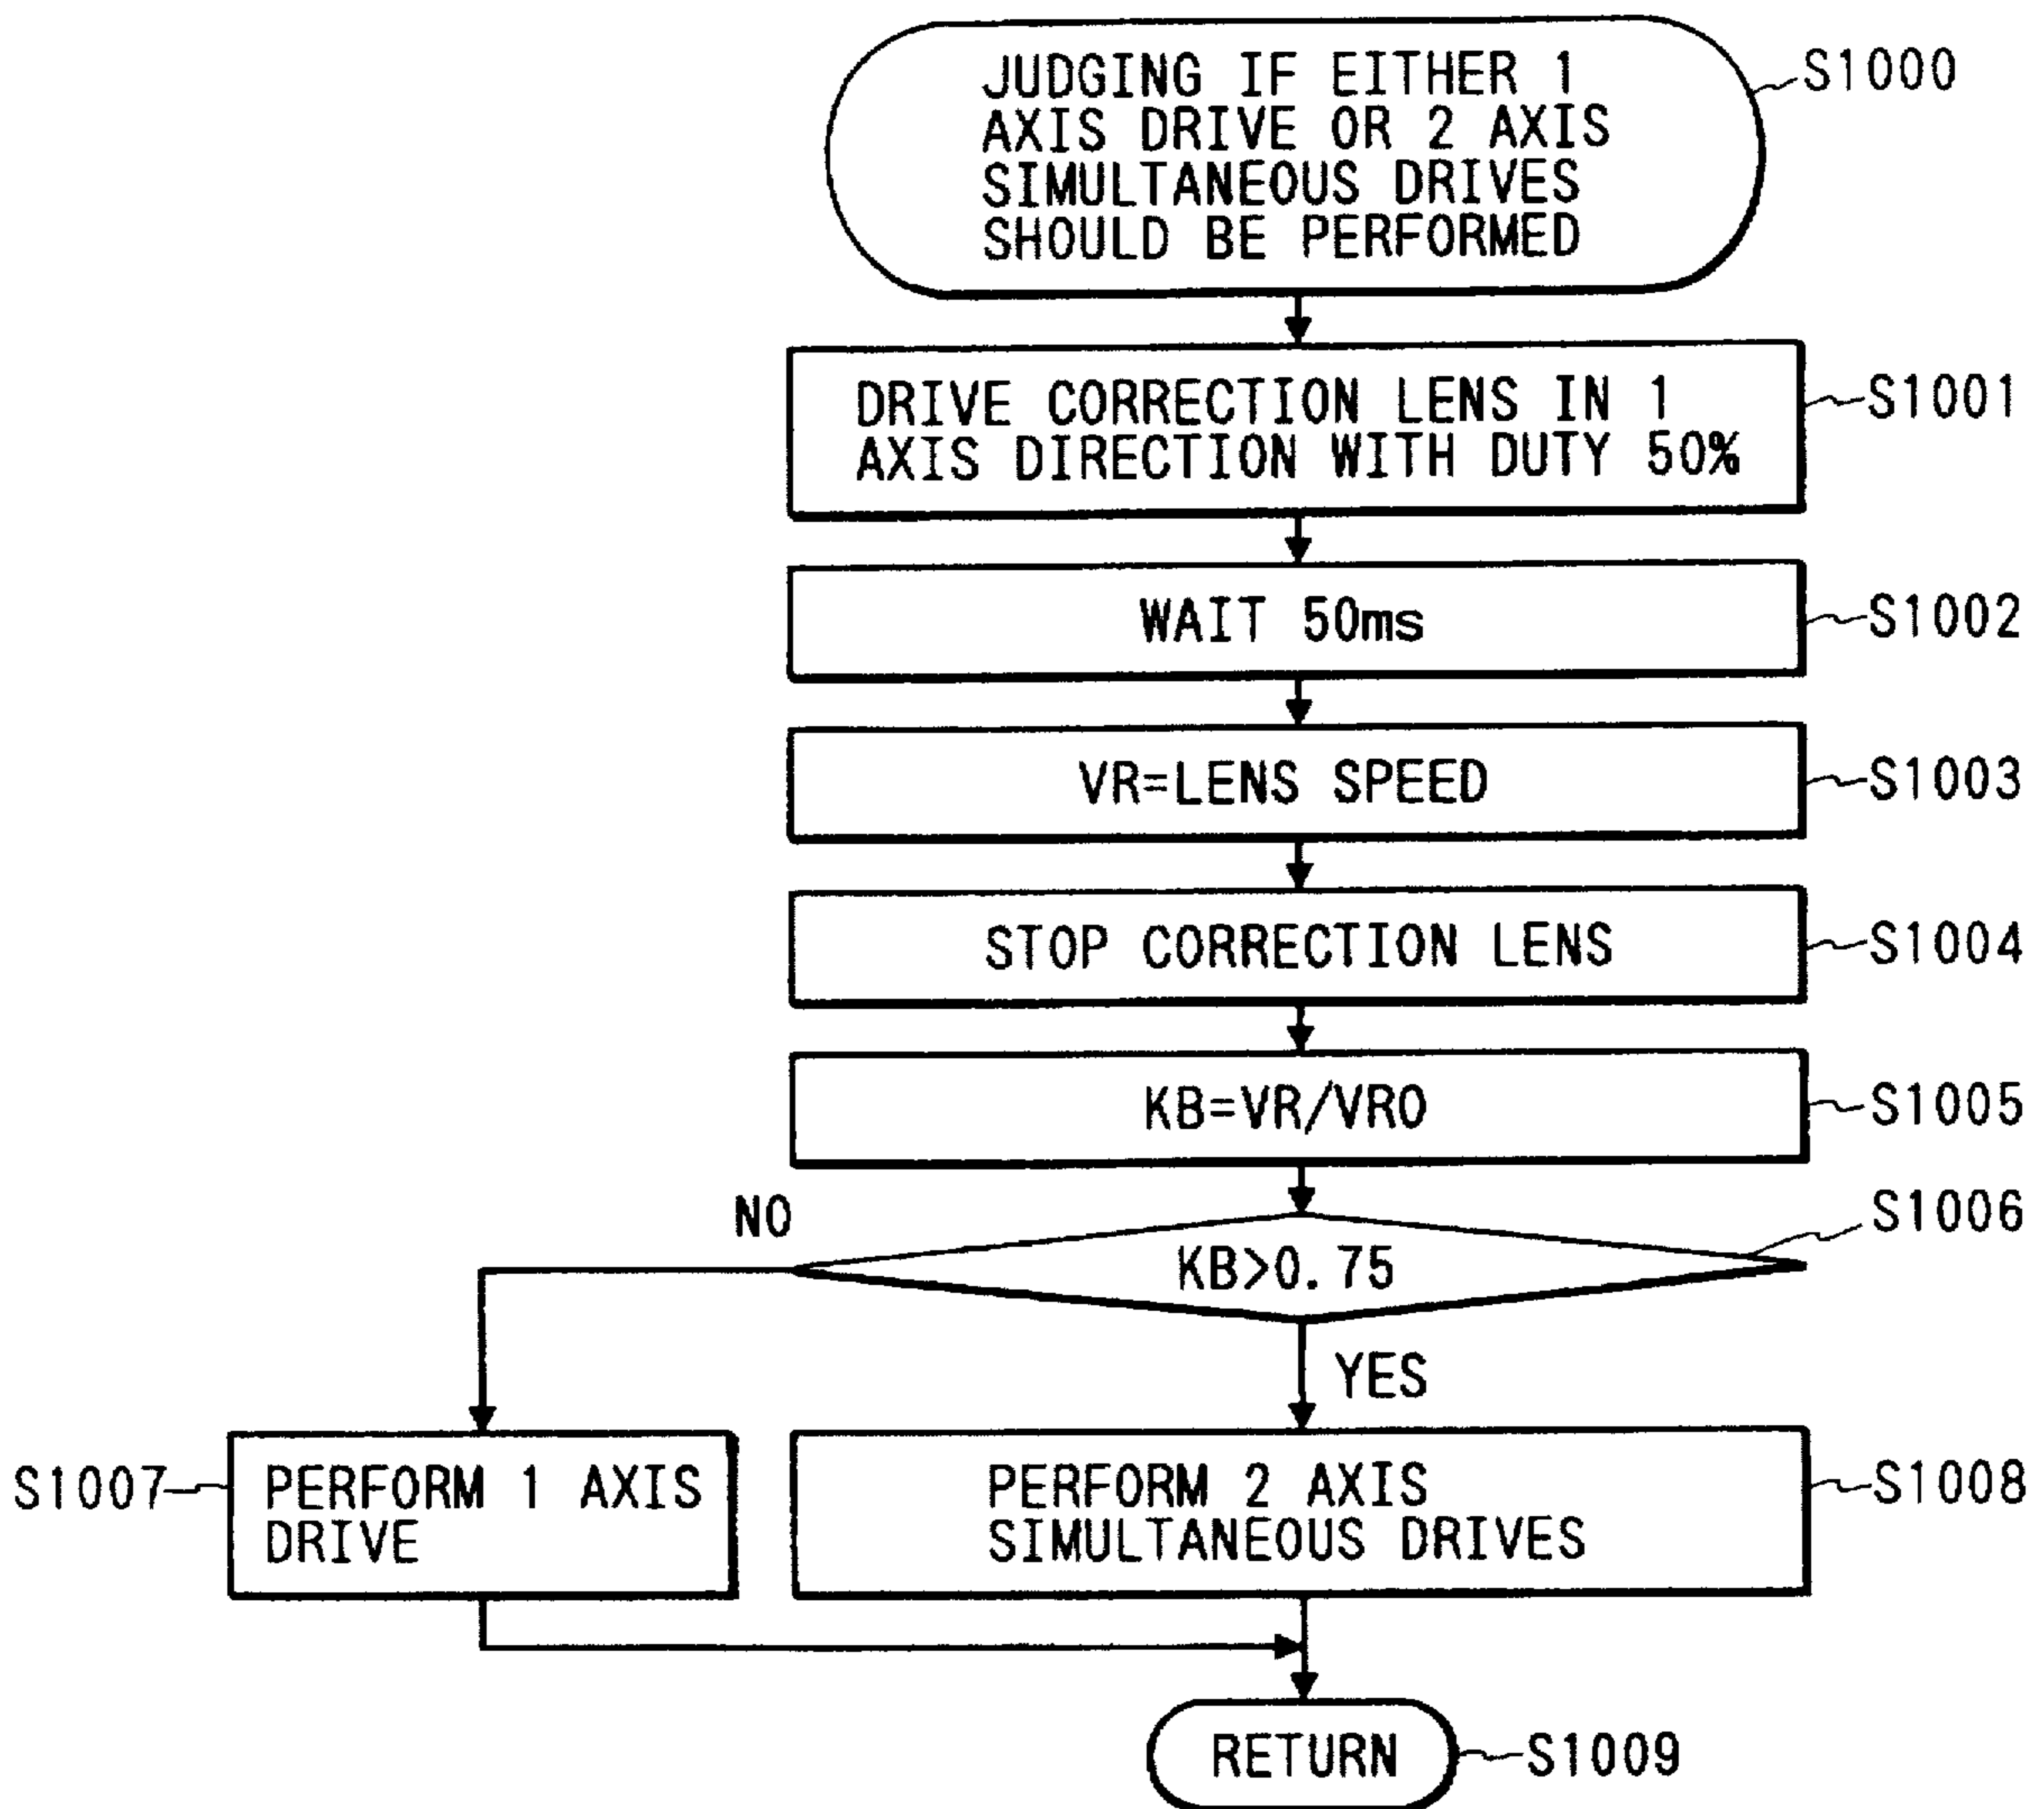 JUDGING IF EITHER 1
AXIS DRIVE OR 2 AXIS
SIMULTANEOUS DRIVES
SHOULD BE PERFORMED
S1000
DRIVE CORRECTION LENS IN 1
AXIS DIRECTION WITH DUTY 50%
S1001
WAIT 50ms
S1002
VR=LENS SPEED
S1003
STOP CORRECTION LENS
S1004
KB=VR/VR0
S1005
NO
KB>0.75
S1006
YES
S1007
PERFORM 1 AXIS
DRIVE
PERFORM 2 AXIS
SIMULTANEOUS DRIVES
S1008
RETURN
S1009